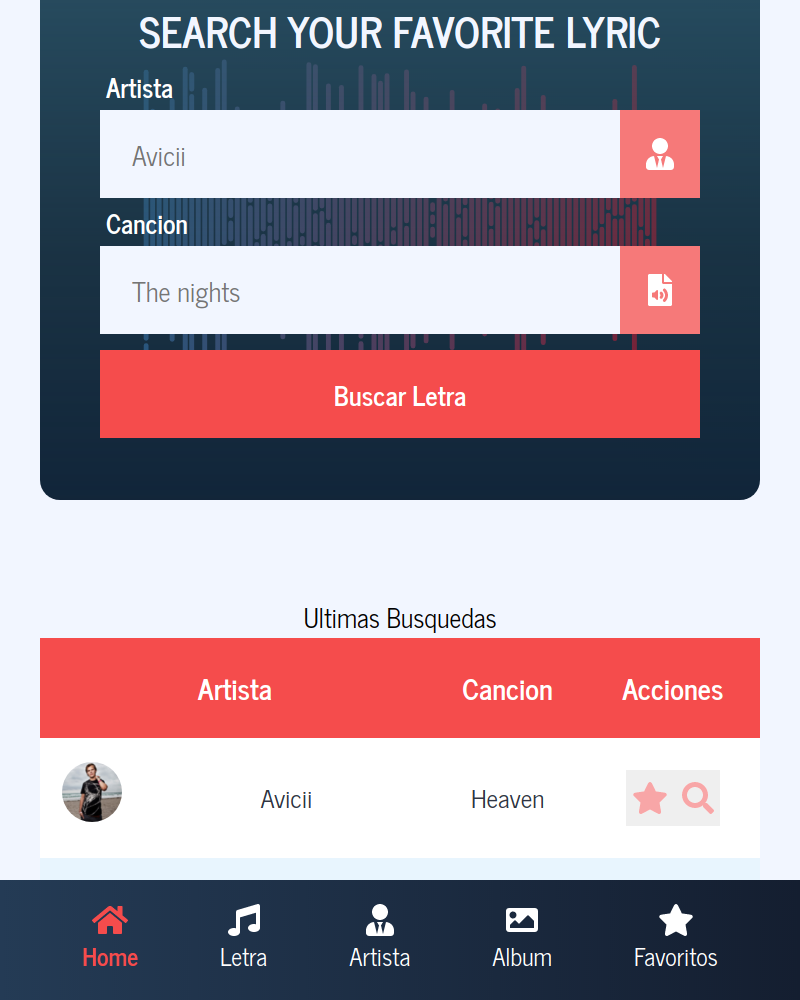 SEARCH YOUR FAVORITE LYRIC
Artista
Avicii
Cancion
The nights
Buscar Letra
Ultimas Busquedas
Artista Cancion Acciones
Avicii Heaven
Home Letra Artista Album Favoritos